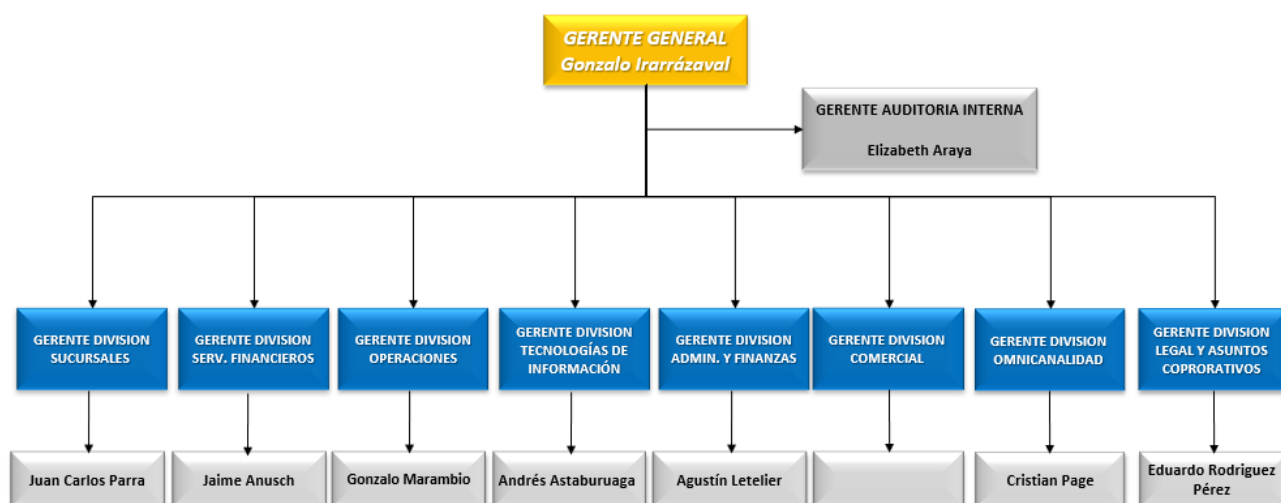 GERENTE GENERAL
Gonzalo Irarrázaval
GERENTE AUDITORIA INTERNA
Elizabeth Araya
GERENTE DIVISION
SUCURSALES
GERENTE DIVISION
SERV. FINANCIEROS
GERENTE DIVISION
OPERACIONES
GERENTE DIVISION
TECNOLOGÍAS DE
INFORMACIÓN
GERENTE DIVISION
ADMIN. Y FINANZAS
GERENTE DIVISION
COMERCIAL
GERENTE DIVISION
OMNICANALIDAD
GERENTE DIVISION
LEGAL Y ASUNTOS
COPRORATIVOS
Juan Carlos Parra
Jaime Anusch
Gonzalo Marambio
Andrés Astaburuaga
Agustín Letelier
Cristian Page
Eduardo Rodriguez
Pérez